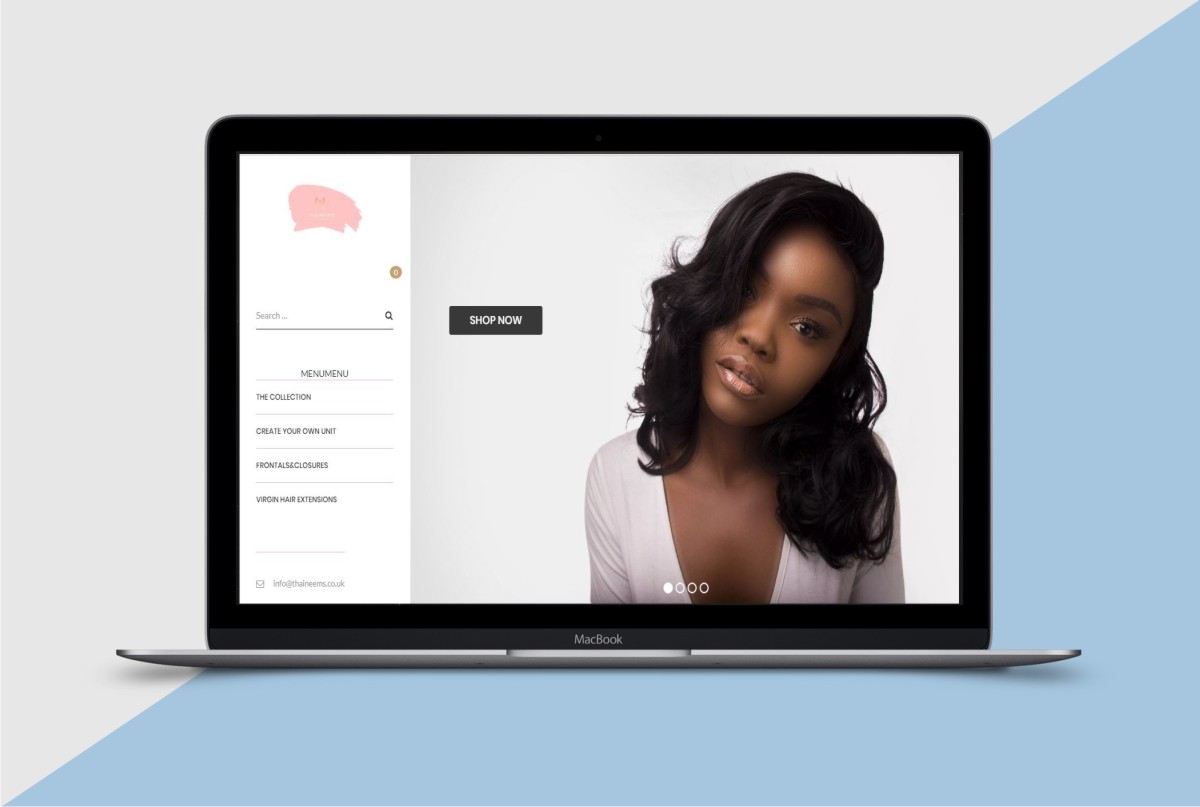 0
Search ...
SHOP NOW
MENUMENU
THE COLLECTION
CREATE YOUR OWN UNIT
FRONTALS&CLOSURES
VIRGIN HAIR EXTENSIONS
info@thaineems.co.uk
MacBook